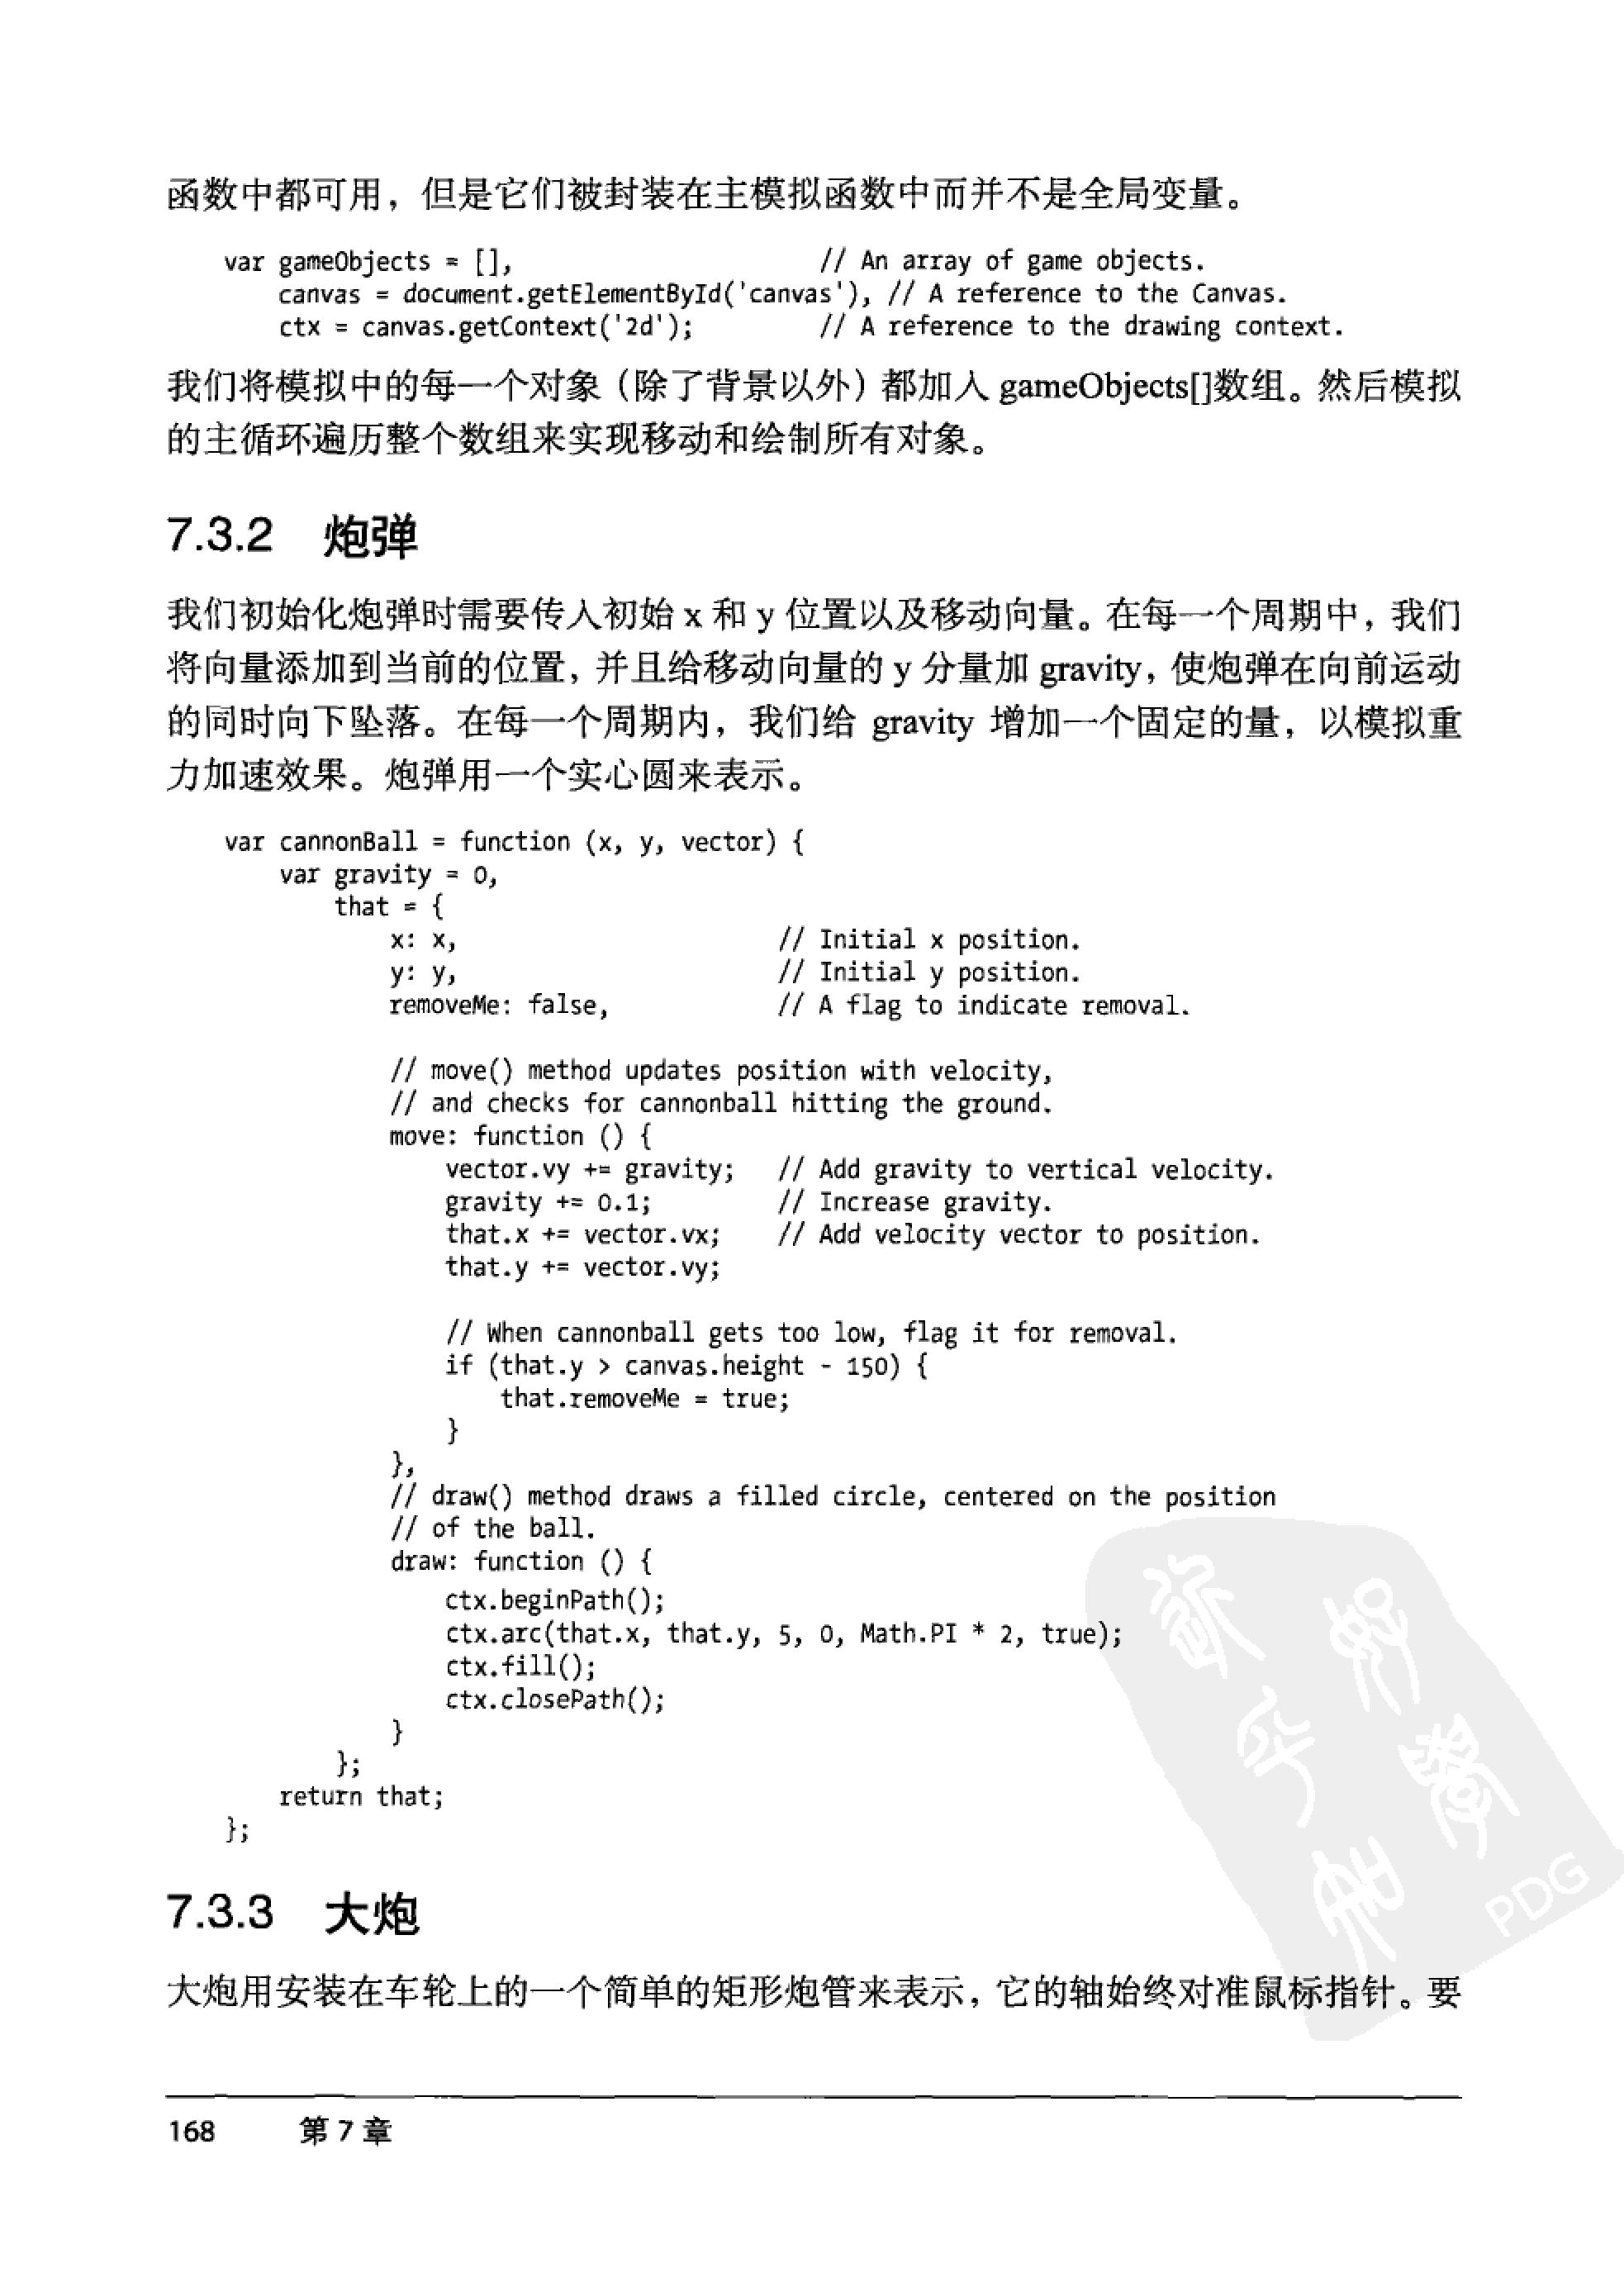 函数中都可用，但是它们被封装在主模拟函数中而并不是全局变量。
var gameObjects = [],                      // An array of game objects.
    canvas = document.getElementById('canvas'), // A reference to the Canvas.
    ctx = canvas.getContext('2d');         // A reference to the drawing context.
我们将模拟中的每一个对象（除了背景以外）都加入 gameObjects[]数组。然后模拟
的主循环遍历整个数组来实现移动和绘制所有对象。
7.3.2 炮弹
我们初始化炮弹时需要传入初始 x 和 y 位置以及移动向量。在每一个周期中，我们
将向量添加到当前的位置，并且给移动向量的 y 分量加 gravity，使炮弹在向前运动
的同时向下坠落。在每一个周期内，我们给 gravity 增加一个固定的量，以模拟重
力加速效果。炮弹用一个实心圆来表示。
var cannonBall = function (x, y, vector) {
    var gravity = 0,
        that = {
            x: x,                       // Initial x position.
            y: y,                       // Initial y position.
            removeMe: false,            // A flag to indicate removal.
            // move() method updates position with velocity,
            // and checks for cannonball hitting the ground.
            move: function () {
                vector.vy += gravity;   // Add gravity to vertical velocity.
                gravity += 0.1;         // Increase gravity.
                that.x += vector.vx;    // Add velocity vector to position.
                that.y += vector.vy;
                // When cannonball gets too low, flag it for removal.
                if (that.y > canvas.height - 150) {
                    that.removeMe = true;
                }
            },
            // draw() method draws a filled circle, centered on the position
            // of the ball.
            draw: function () {
                ctx.beginPath();
                ctx.arc(that.x, that.y, 5, 0, Math.PI * 2, true);
                ctx.fill();
                ctx.closePath();
            }
        };
    return that;
};
7.3.3 大炮
大炮用安装在车轮上的一个简单的矩形炮管来表示，它的轴始终对准鼠标指针。要
168 第 7 章
PDG